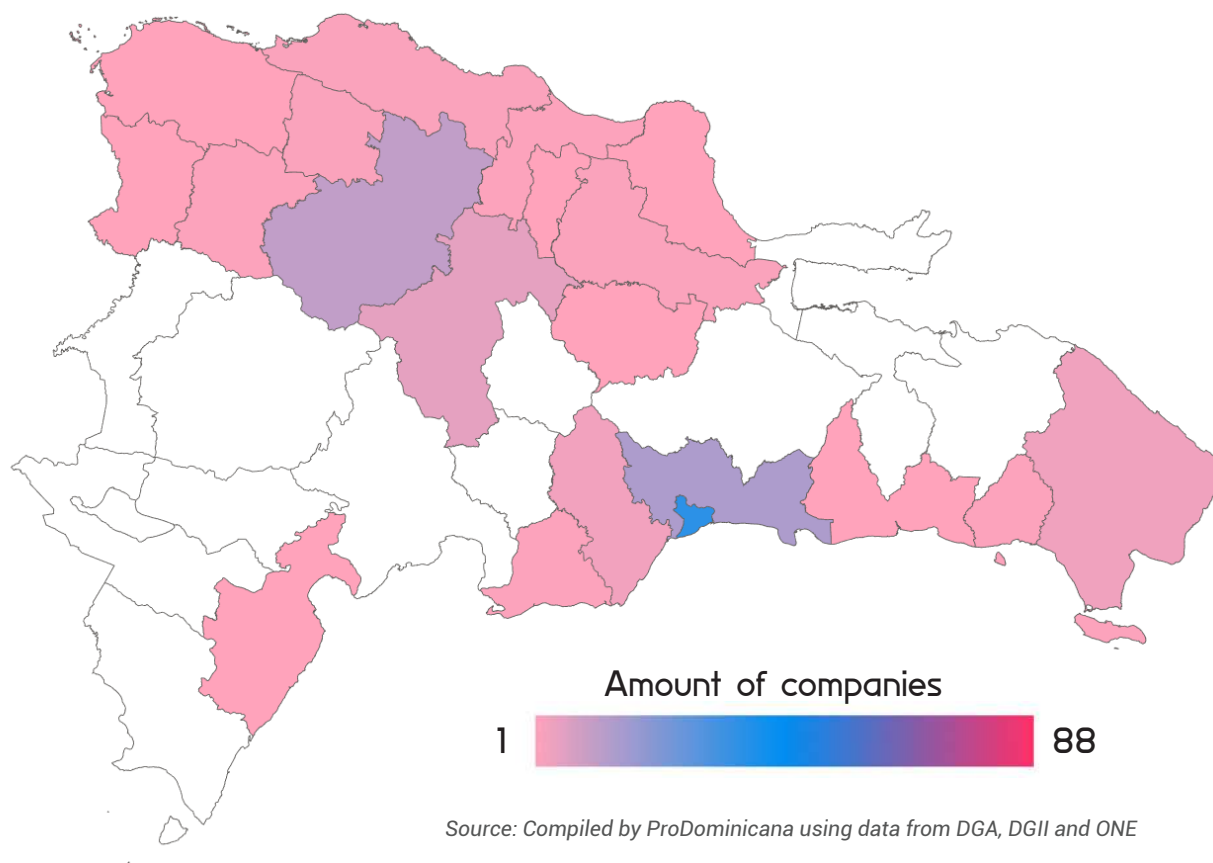 Amount of companies
1 88
Source: Compiled by ProDominicana using data from DGA, DGII and ONE